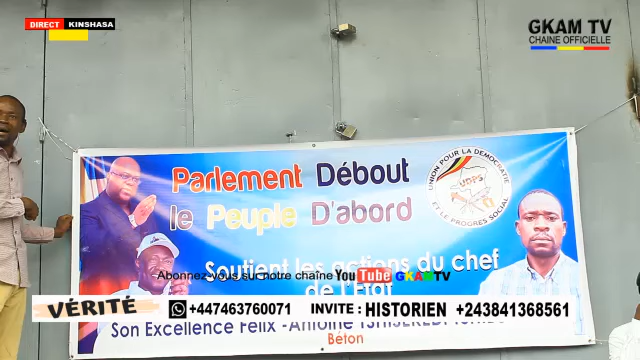 DIRECT KINSHASA
GKAM TV
CHAINE OFFICIELLE
Parlement Débout
le Peuple D'abord
UNION POUR LA DEMOCRATIE
UDPS
ET LE PROGRES SOCIAL
Soutient les actions du chef
de l'Etat
Abonnez-vous sur notre chaîne YouTube GKAMTV
VÉRITÉ
+447463760071 INVITE : HISTORIEN +243841368561
Son Excellence Felix -Antoine
Béton